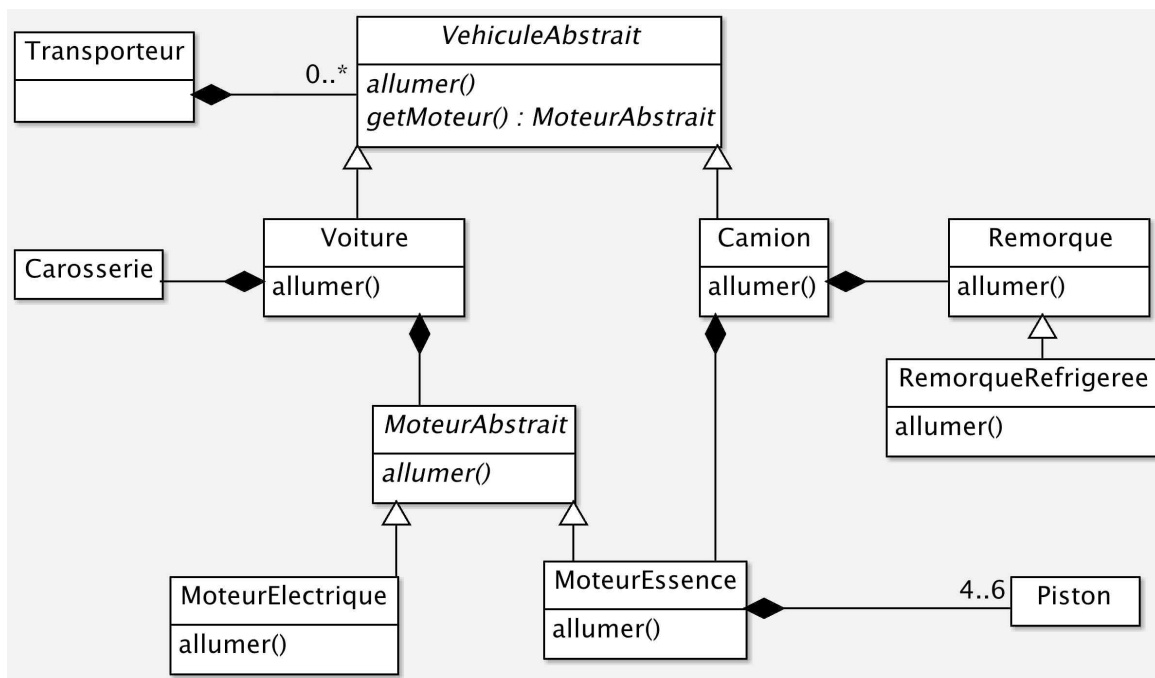 Transporteur
0..*
VehiculeAbstrait
allumer()
getMoteur() : MoteurAbstrait
Carosserie
Voiture
allumer()
Camion
allumer()
Remorque
allumer()
RemorqueRefrigeree
allumer()
MoteurAbstrait
allumer()
MoteurElectrique
allumer()
MoteurEssence
allumer()
4..6
Piston